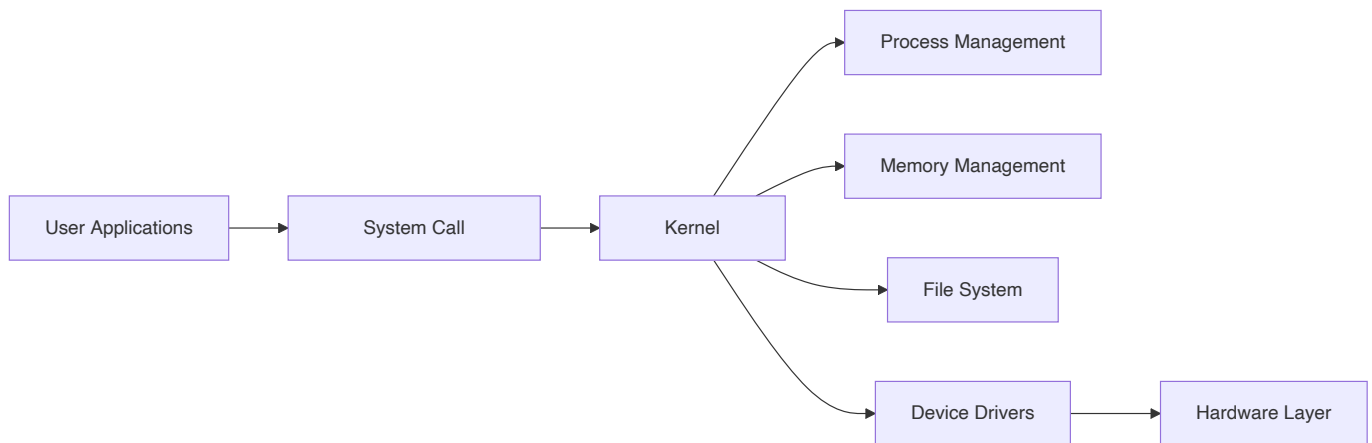 Process Management
Memory Management
User Applications
System Call
Kernel
File System
Device Drivers
Hardware Layer